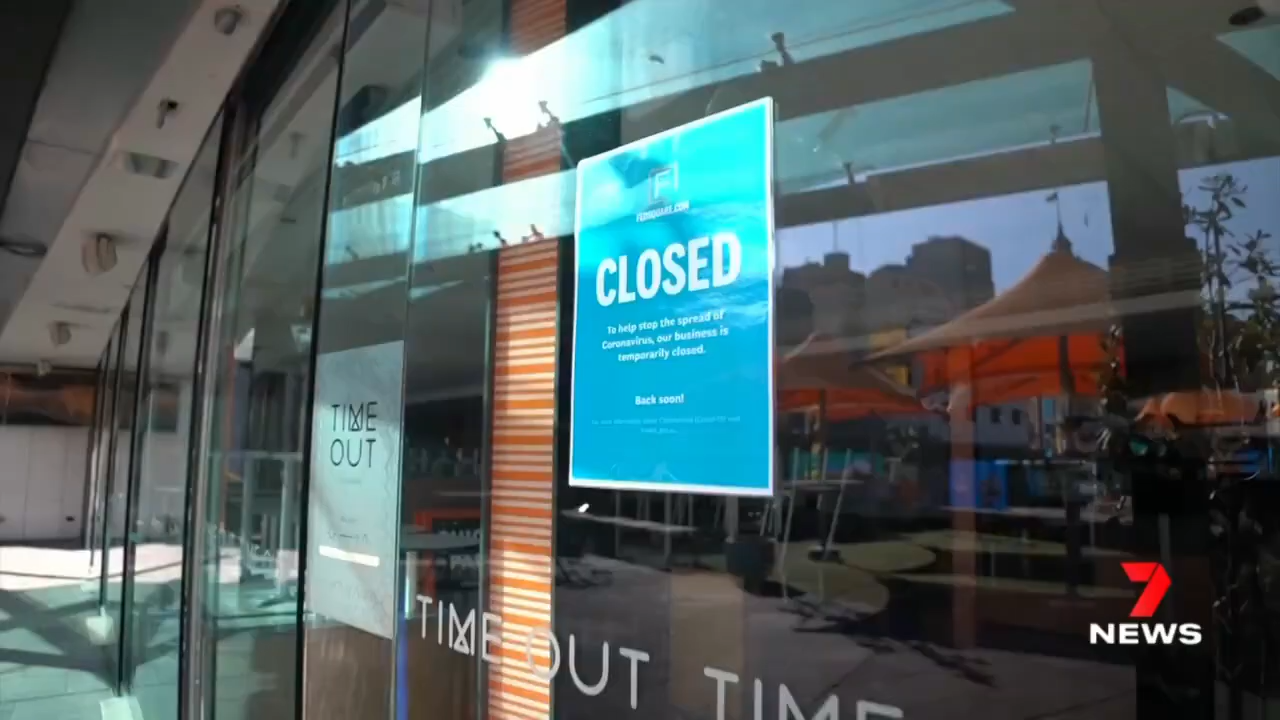 F
FEDSQUARE.COM
CLOSED
To help stop the spread of
Coronavirus, our business is
temporarily closed.
Back soon!
TIME
OUT
TIME OUT TIME
7
NEWS